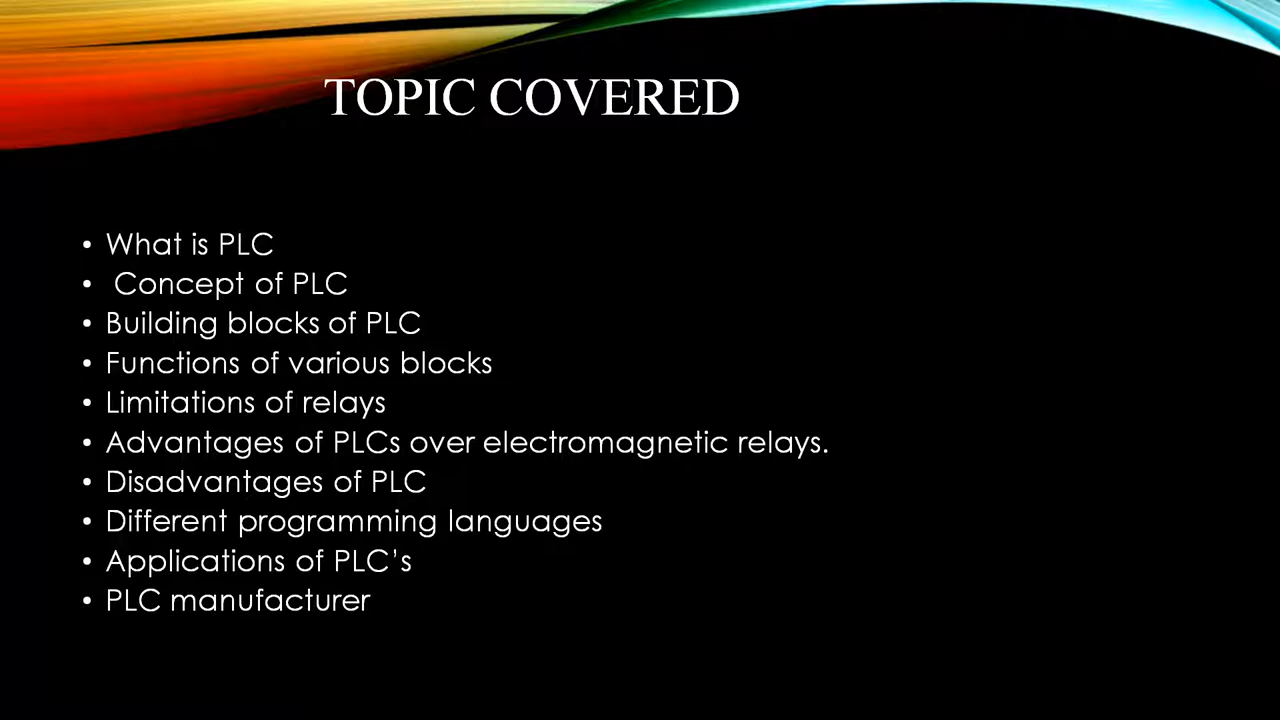 TOPIC COVERED
• What is PLC
• Concept of PLC
• Building blocks of PLC
• Functions of various blocks
• Limitations of relays
• Advantages of PLCs over electromagnetic relays.
• Disadvantages of PLC
• Different programming languages
• Applications of PLC’s
• PLC manufacturer